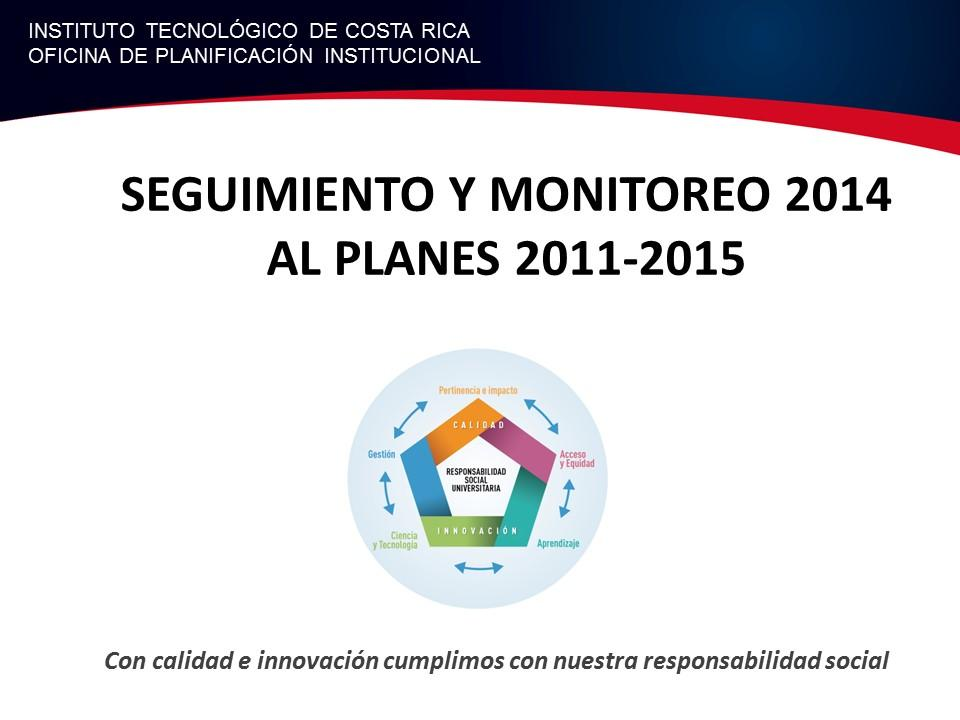 INSTITUTO TECNOLÓGICO DE COSTA RICA
OFICINA DE PLANIFICACIÓN INSTITUCIONAL
SEGUIMIENTO Y MONITOREO 2014
AL PLANES 2011-2015
Pertinencia e impacto
CALIDAD
Gestión
Acceso
y Equidad
RESPONSABILIDAD
SOCIAL
UNIVERSITARIA
INNOVACIÓN
Ciencia
y Tecnología
Aprendizaje
Con calidad e innovación cumplimos con nuestra responsabilidad social